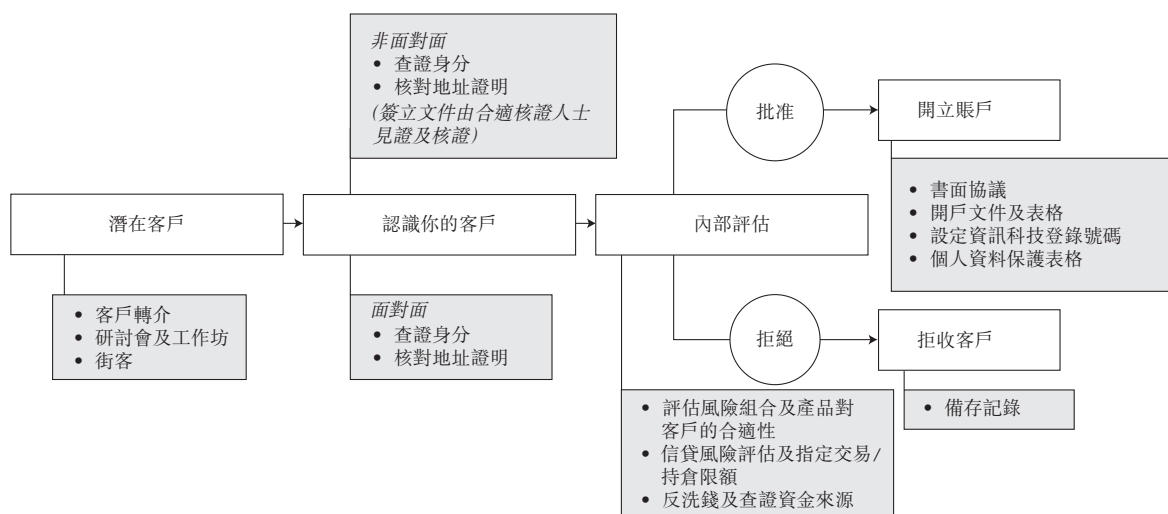 非面對面
• 查證身分
• 核對地址證明
(簽立文件由合適核證人士
見證及核證)
批准
開立賬戶
• 書面協議
• 開戶文件及表格
• 設定資訊科技登錄號碼
• 個人資料保護表格
潛在客戶
認識你的客戶
內部評估
• 客戶轉介
• 研討會及工作坊
• 街客
面對面
• 查證身分
• 核對地址證明
拒絕
拒收客戶
• 備存記錄
• 評估風險組合及產品對
客戶的合適性
• 信貸風險評估及指定交易/
持倉限額
• 反洗錢及查證資金來源